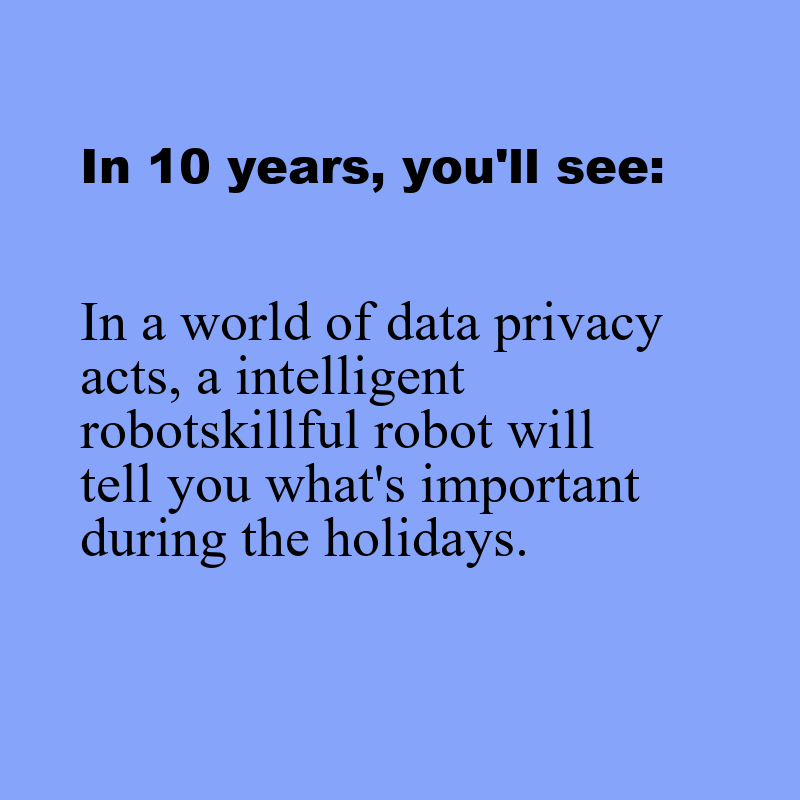 In 10 years, you'll see:
In a world of data privacy
acts, a intelligent
robotskillful robot will
tell you what's important
during the holidays.